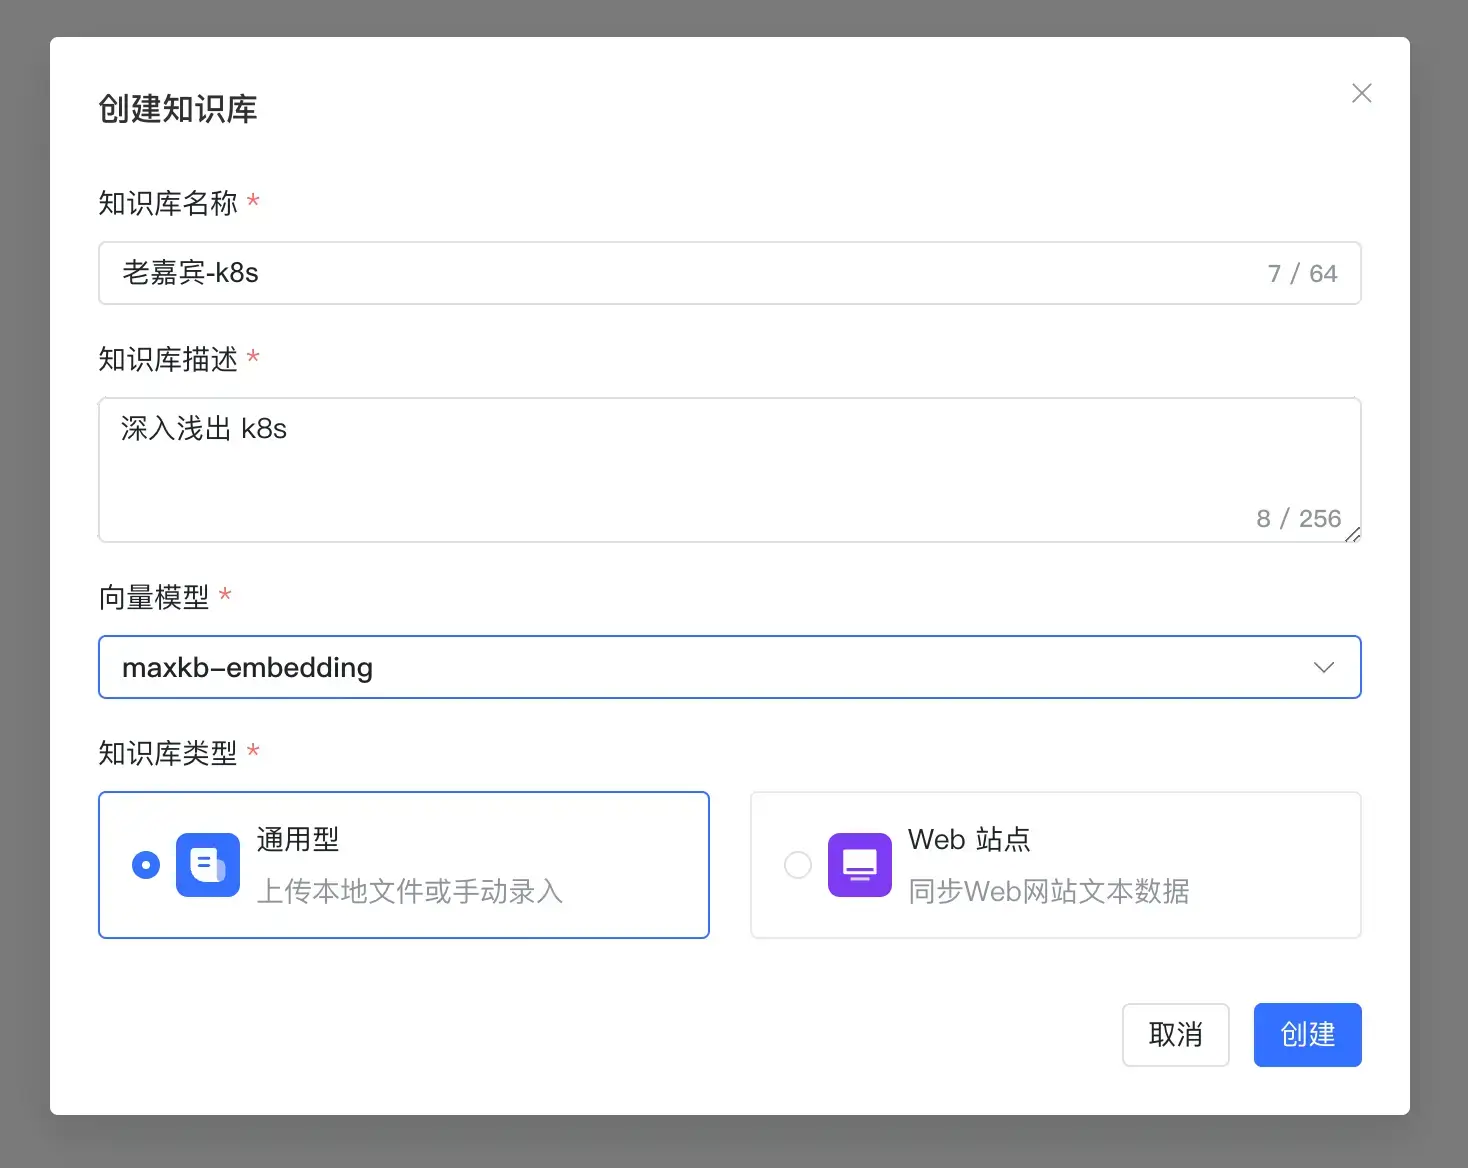 创建知识库
知识库名称 *
老嘉宾-k8s 7 / 64
知识库描述 *
深入浅出 k8s
8 / 256
向量模型 *
maxkb-embedding
知识库类型 *
通用型
上传本地文件或手动录入
Web 站点
同步Web网站文本数据
取消 创建